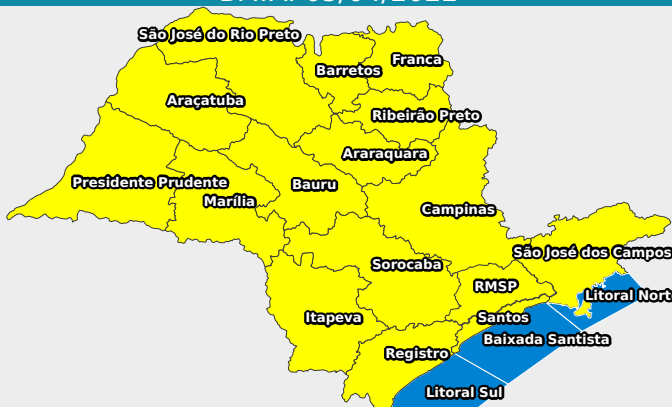 São José do Rio Preto
Franca
Barretos
Araçatuba
Ribeirão Preto
Araraquara
Presidente Prudente
Bauru
Marília
Campinas
São José dos Campos
Sorocaba
RMSP
Litoral Nort
Itapeva
Santos
Baixada Santista
Registro
Litoral Sul